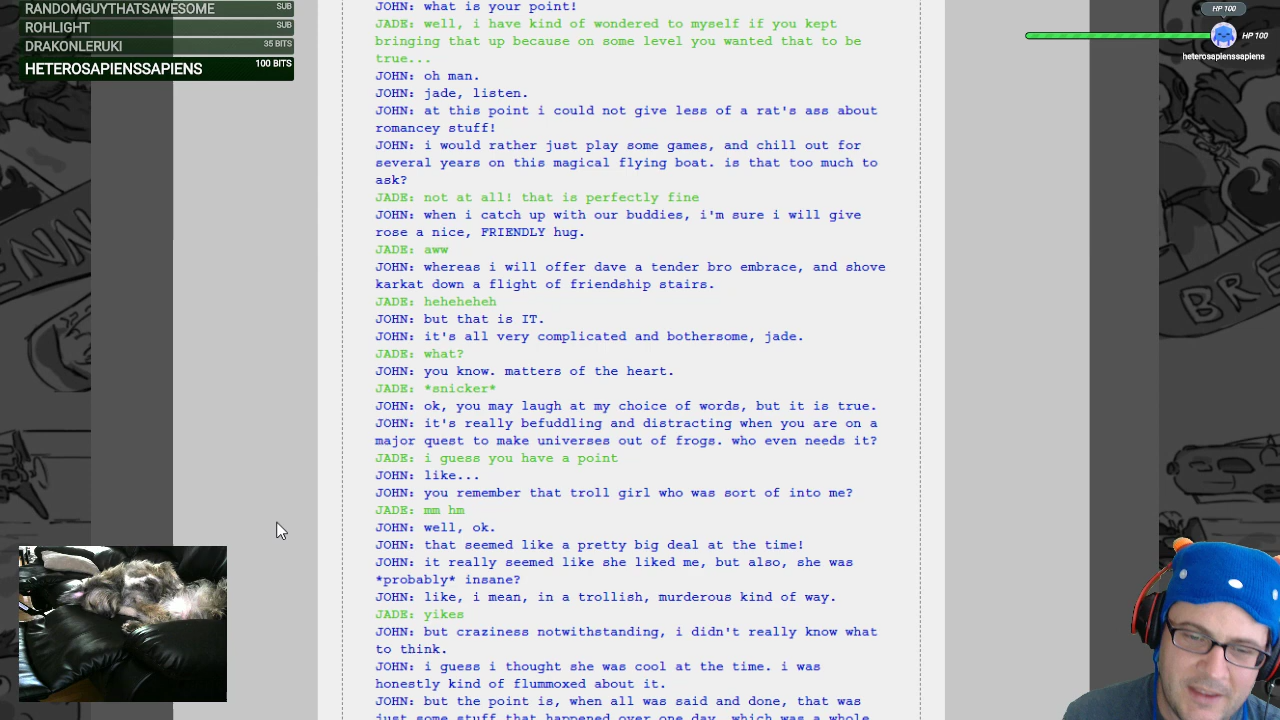 RANDOMGUYTHATSAWESOME SUB
ROHLIGHT SUB
DRAKONLERUKI 35 BITS
HETEROSAPIENSSAPIENS 100 BITS
HP 100
HP 100
heterosapienssapiens
JOHN: what is your point!
JADE: well, i have kind of wondered to myself if you kept
bringing that up because on some level you wanted that to be
true...
JOHN: oh man.
JOHN: jade, listen.
JOHN: at this point i could not give less of a rat's ass about
romancey stuff!
JOHN: i would rather just play some games, and chill out for
several years on this magical flying boat. is that too much to
ask?
JADE: not at all! that is perfectly fine
JOHN: when i catch up with our buddies, i'm sure i will give
rose a nice, FRIENDLY hug.
JADE: aww
JOHN: whereas i will offer dave a tender bro embrace, and shove
karkat down a flight of friendship stairs.
JADE: heheheheh
JOHN: but that is IT.
JOHN: it's all very complicated and bothersome, jade.
JADE: what?
JOHN: you know. matters of the heart.
JADE: *snicker*
JOHN: ok, you may laugh at my choice of words, but it is true.
JOHN: it's really befuddling and distracting when you are on a
major quest to make universes out of frogs. who even needs it?
JADE: i guess you have a point
JOHN: like...
JOHN: you remember that troll girl who was sort of into me?
JADE: mm hm
JOHN: well, ok.
JOHN: that seemed like a pretty big deal at the time!
JOHN: it really seemed like she liked me, but also, she was
*probably* insane?
JOHN: like, i mean, in a trollish, murderous kind of way.
JADE: yikes
JOHN: but craziness notwithstanding, i didn't really know what
to think.
JOHN: i guess i thought she was cool at the time. i was
honestly kind of flummoxed about it.
JOHN: but the point is, when all was said and done, that was
just some stuff that happened over one day, which was a whole
BRE